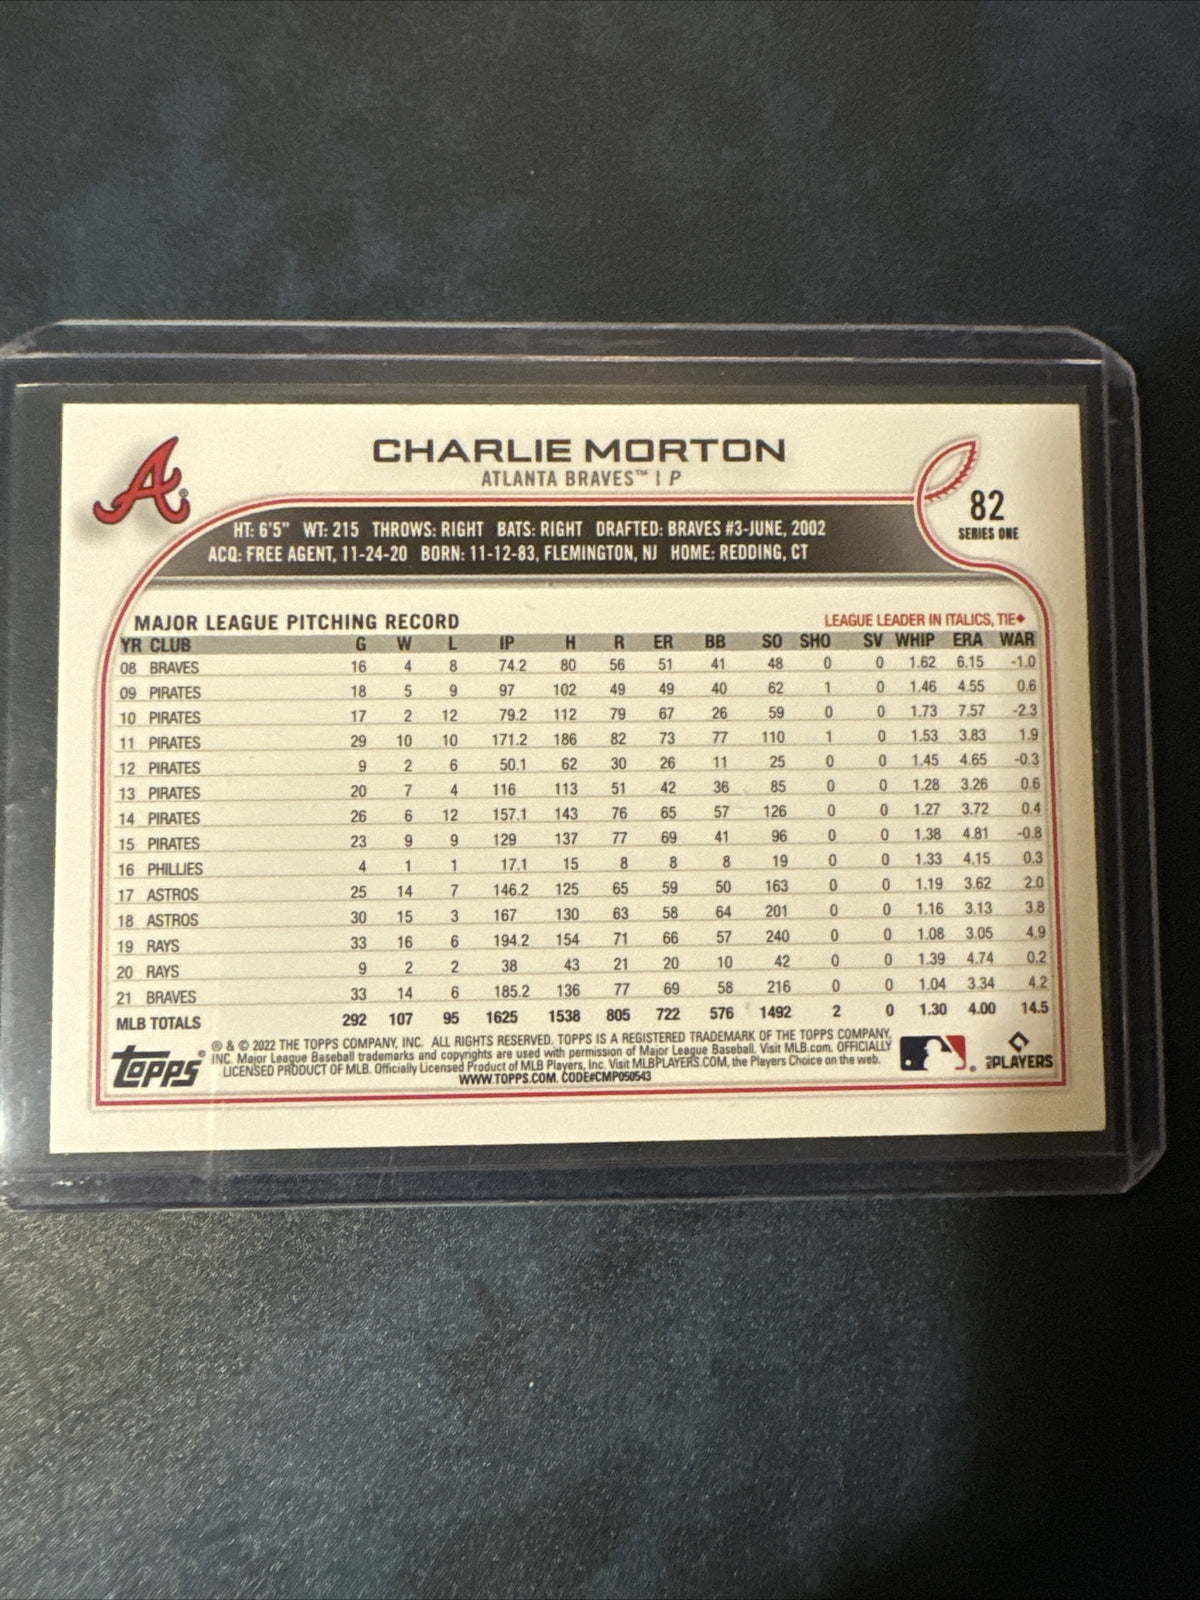 CHARLIE MORTON
ATLANTA BRAVES™ | P
82
SERIES ONE
HT: 6'5" WT: 215 THROWS: RIGHT BATS: RIGHT DRAFTED: BRAVES #3-JUNE, 2002
ACQ: FREE AGENT, 11-24-20 BORN: 11-12-83, FLEMINGTON, NJ HOME: REDDING, CT
MAJOR LEAGUE PITCHING RECORD LEAGUE LEADER IN ITALICS, TIE♦
YR CLUB G W L IP H R ER BB SO SHO SV WHIP ERA WAR
08 BRAVES 16 4 8 74.2 80 56 51 41 48 0 0 1.62 6.15 -1.0
09 PIRATES 18 5 9 97 102 49 49 40 62 1 0 1.46 4.55 0.6
10 PIRATES 17 2 12 79.2 112 79 67 26 59 0 0 1.73 7.57 -2.3
11 PIRATES 29 10 10 171.2 186 82 73 77 110 1 0 1.53 3.83 1.9
12 PIRATES 9 2 6 50.1 62 30 26 11 25 0 0 1.45 4.65 -0.3
13 PIRATES 20 7 4 116 113 51 42 36 85 0 0 1.28 3.26 0.6
14 PIRATES 26 6 12 157.1 143 76 65 57 126 0 0 1.27 3.72 0.4
15 PIRATES 23 9 9 129 137 77 69 41 96 0 0 1.38 4.81 -0.8
16 PHILLIES 4 1 1 17.1 15 8 8 8 19 0 0 1.33 4.15 0.3
17 ASTROS 25 14 7 146.2 125 65 59 50 163 0 0 1.19 3.62 2.0
18 ASTROS 30 15 3 167 130 63 58 64 201 0 0 1.16 3.13 3.8
19 RAYS 33 16 6 194.2 154 71 66 57 240 0 0 1.08 3.05 4.9
20 RAYS 9 2 2 38 43 21 20 10 42 0 0 1.39 4.74 0.2
21 BRAVES 33 14 6 185.2 136 77 69 58 216 0 0 1.04 3.34 4.2
MLB TOTALS 292 107 95 1625 1538 805 722 576 1492 2 0 1.30 4.00 14.5
Topps®
® & © 2022 THE TOPPS COMPANY, INC. ALL RIGHTS RESERVED. TOPPS IS A REGISTERED TRADEMARK OF THE TOPPS COMPANY,
INC. Major League Baseball trademarks and copyrights are used with permission of Major League Baseball. Visit MLB.com. OFFICIALLY
LICENSED PRODUCT OF MLB. Officially Licensed Product of MLB Players, Inc. Visit MLBPLAYERS.COM, the Players Choice on the web.
WWW.TOPPS.COM. CODE#CMP050543
MLB PLAYERS